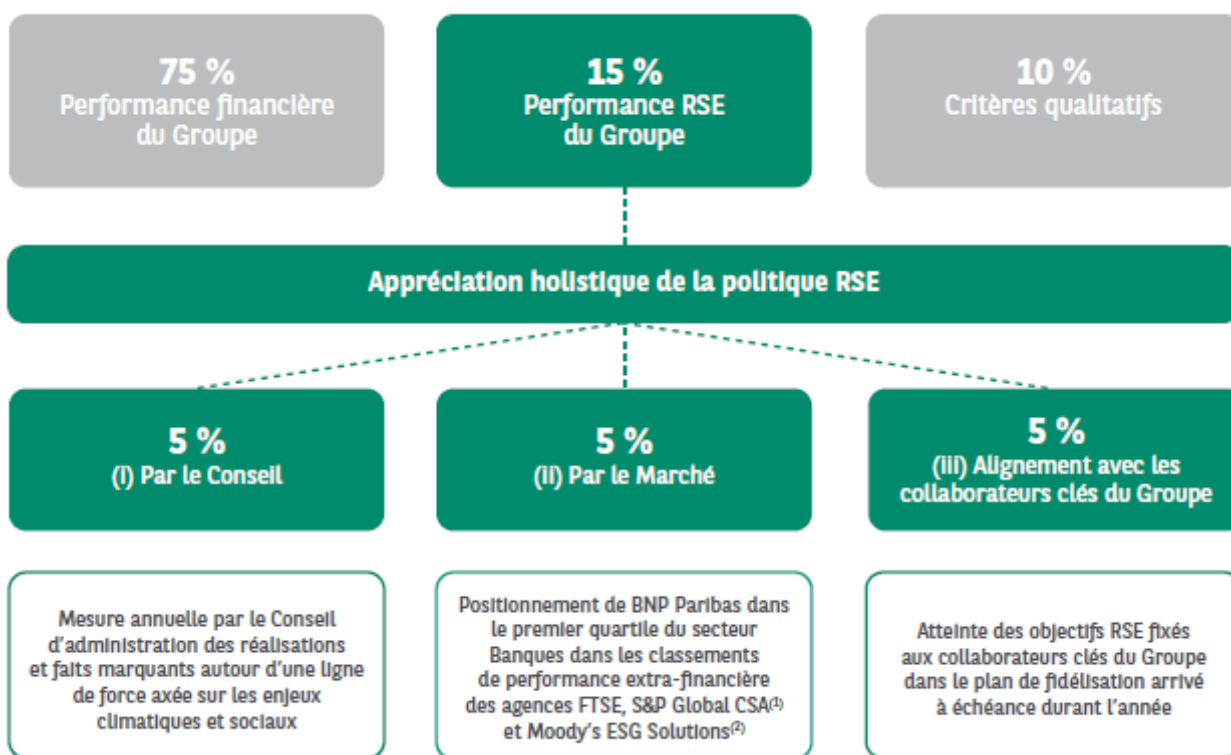 75 %
Performance financière
du Groupe
15 %
Performance RSE
du Groupe
10 %
Critères qualitatifs
Appréciation holistique de la politique RSE
5 %
(i) Par le Conseil
5 %
(ii) Par le Marché
5 %
(iii) Alignement avec les
collaborateurs clés du Groupe
Mesure annuelle par le Conseil
d’administration des réalisations
et faits marquants autour d’une ligne
de force axée sur les enjeux
climatiques et sociaux
Positionnement de BNP Paribas dans
le premier quartile du secteur
Banques dans les classements
de performance extra-financière
des agences FTSE, S&P Global CSA⁽¹⁾
et Moody’s ESG Solutions⁽²⁾
Atteinte des objectifs RSE fixés
aux collaborateurs clés du Groupe
dans le plan de fidélisation arrivé
à échéance durant l’année